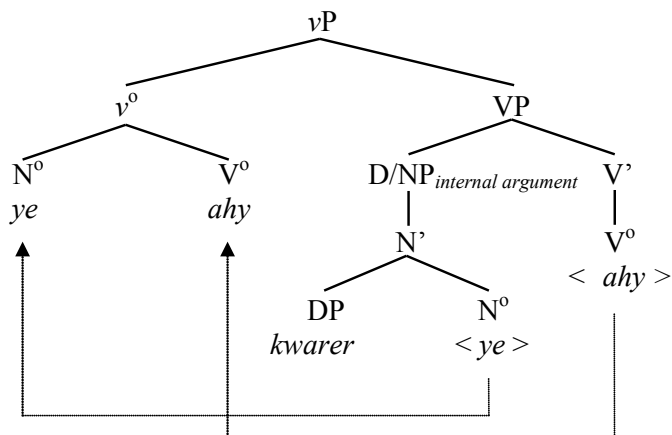 vP
vº VP
Nº Vº D/NPinternal argument V’
ye ahy N’ Vº
< ahy >
DP Nº
kwarer < ye >